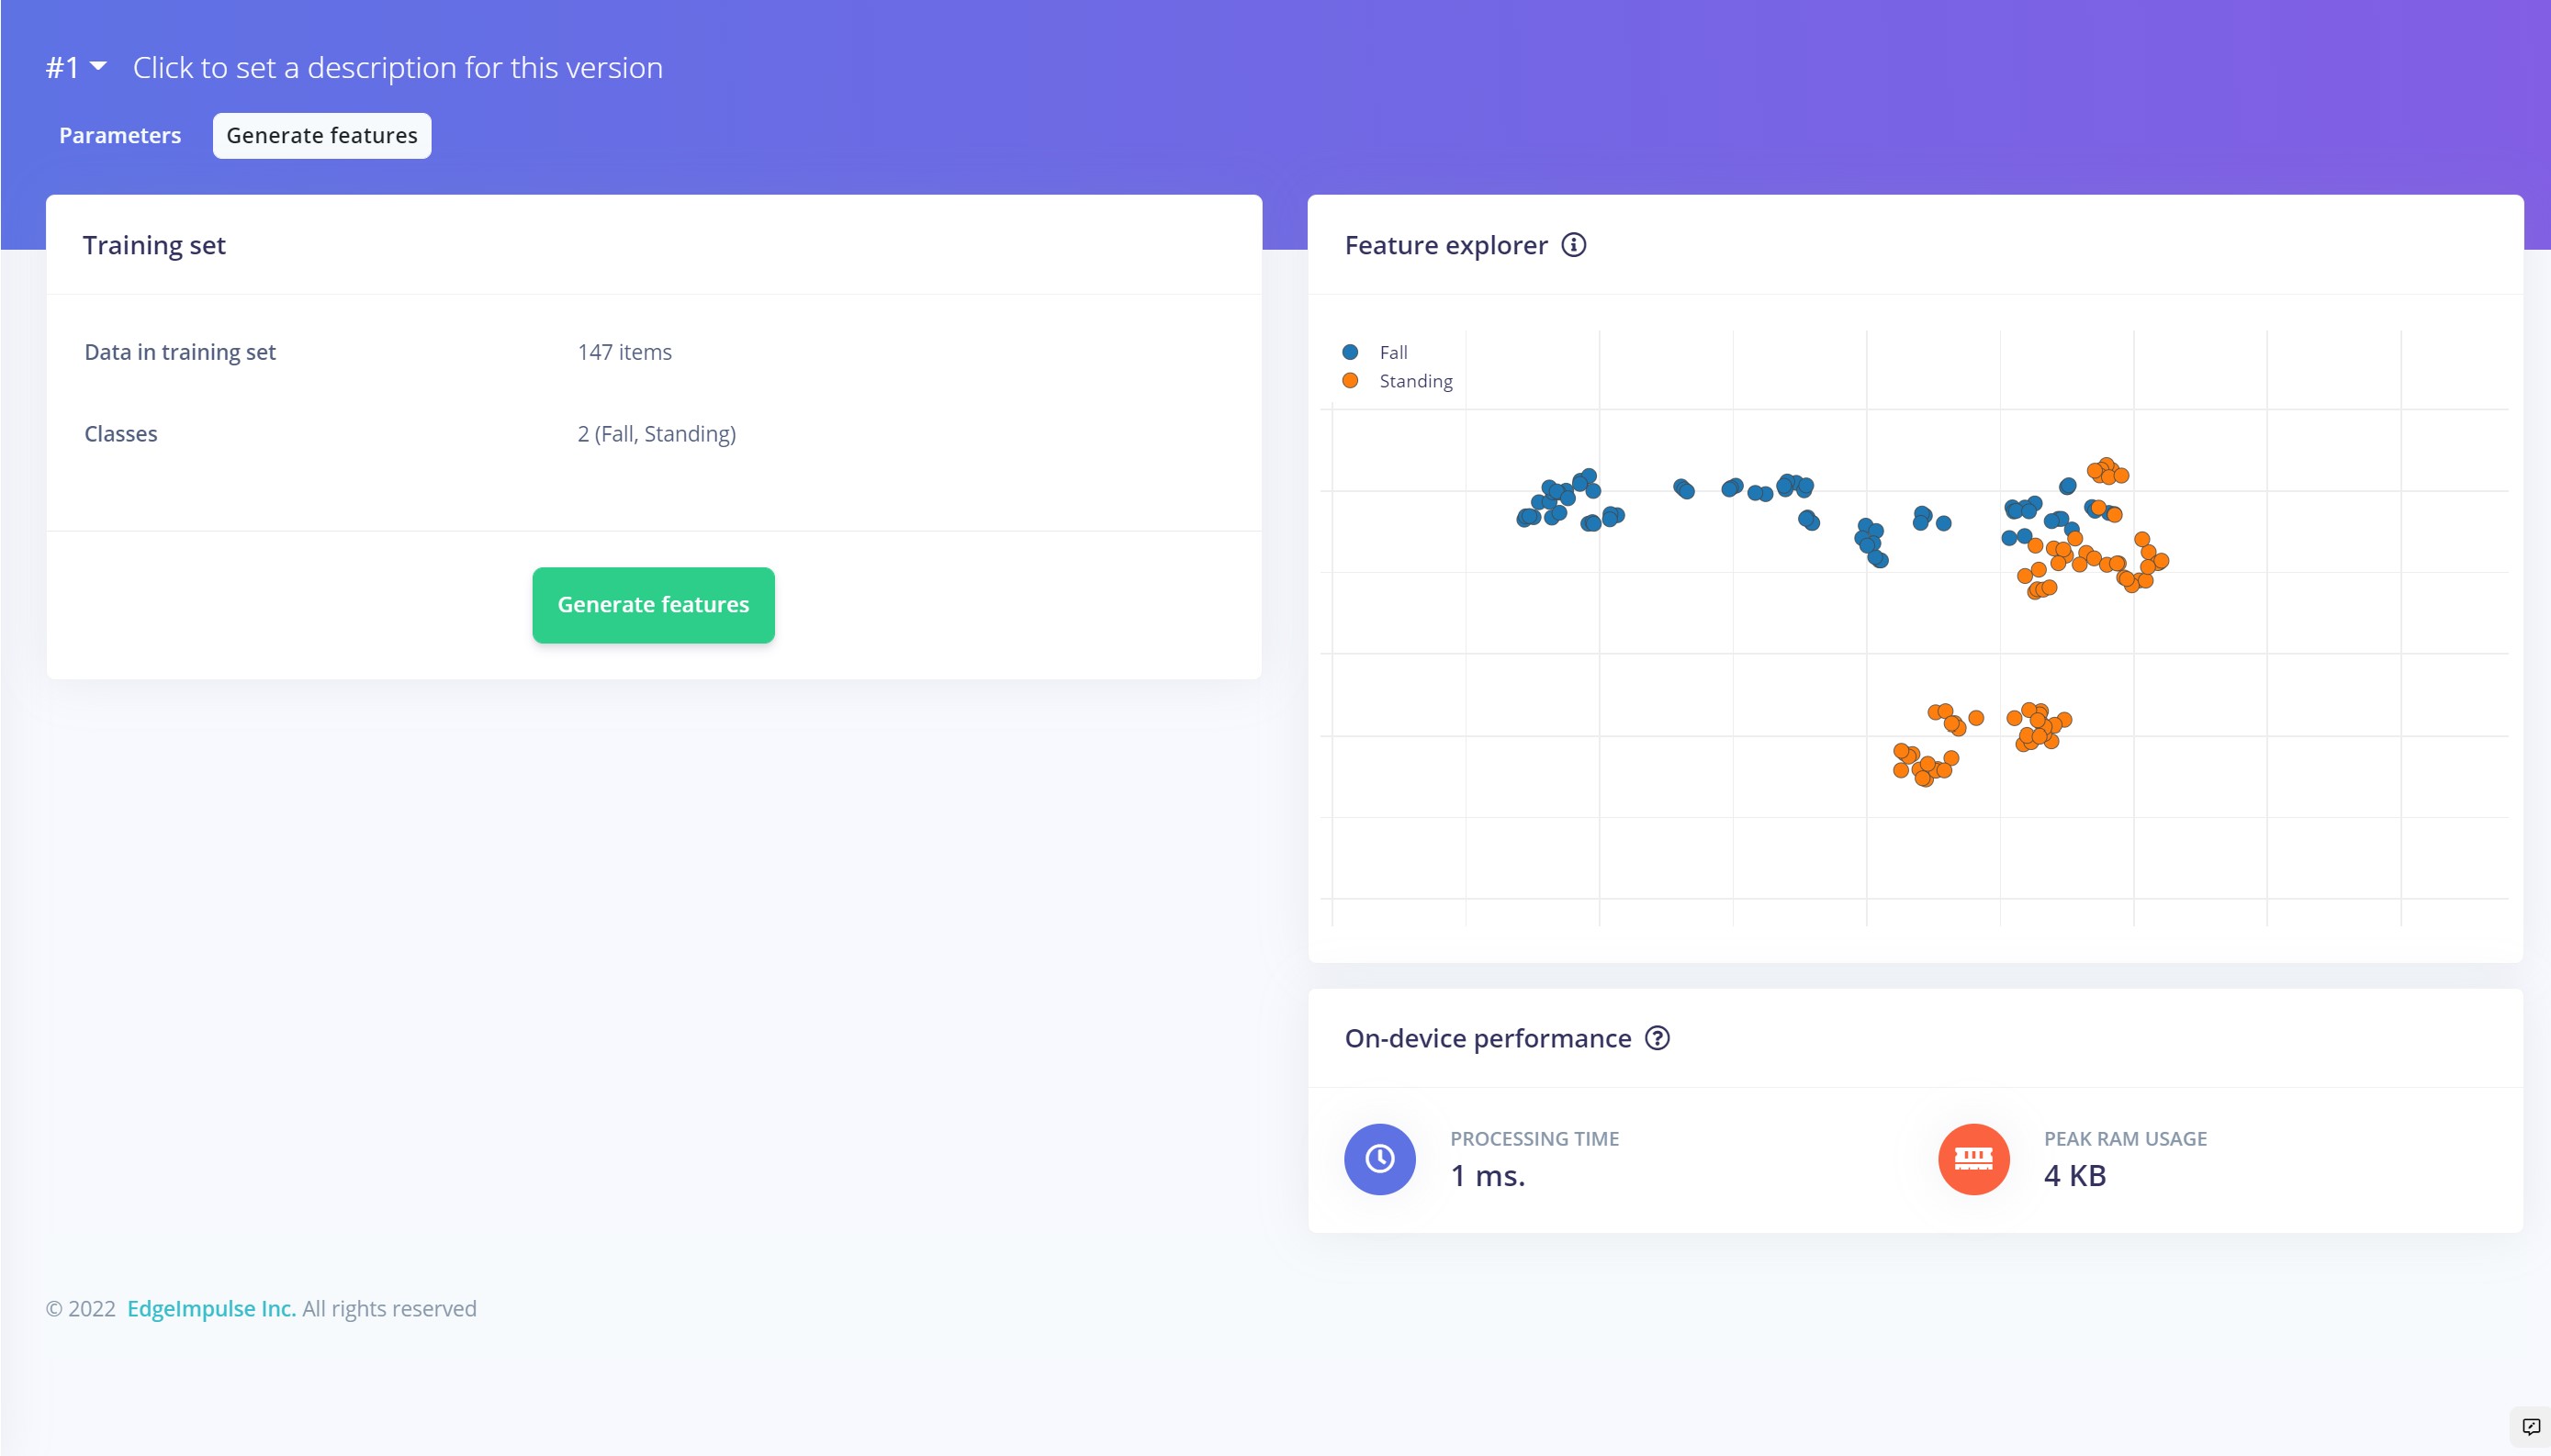 #1 Click to set a description for this version
Parameters Generate features
Training set
Data in training set 147 items
Classes 2 (Fall, Standing)
Generate features
Feature explorer
Fall
Standing
On-device performance
PROCESSING TIME
1 ms.
PEAK RAM USAGE
4 KB
© 2022 EdgeImpulse Inc. All rights reserved